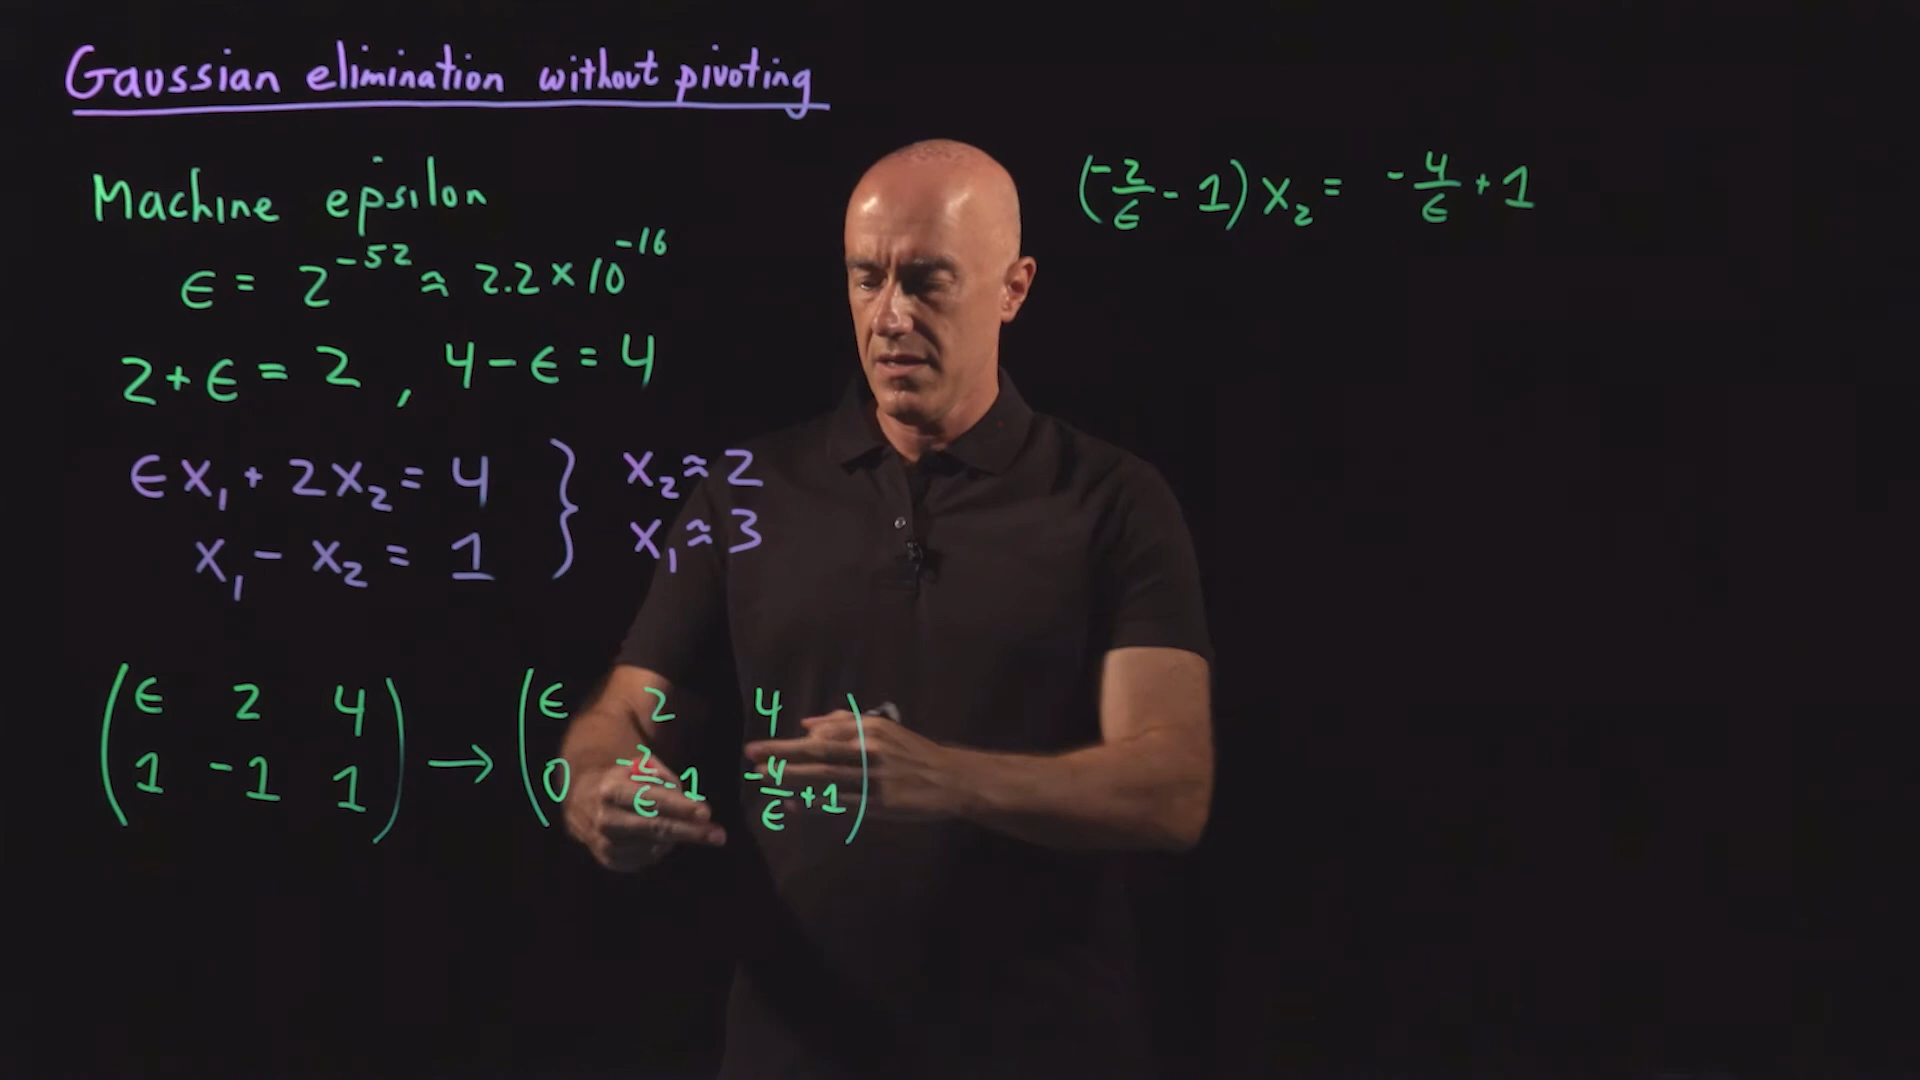 Gaussian elimination without pivoting
Machine epsilon
ϵ = 2^{-52} ≈ 2.2 × 10^{-16}
2 + ϵ = 2 , 4 - ϵ = 4
ϵx₁ + 2x₂ = 4 } x₂ ≈ 2
x₁ - x₂ = 1 } x₁ ≈ 3
(ϵ 2 4) → (ϵ 2 4)
(1 -1 1) (0 -2/ϵ - 1 -4/ϵ + 1)
(-2/ϵ - 1) x₂ = -4/ϵ + 1